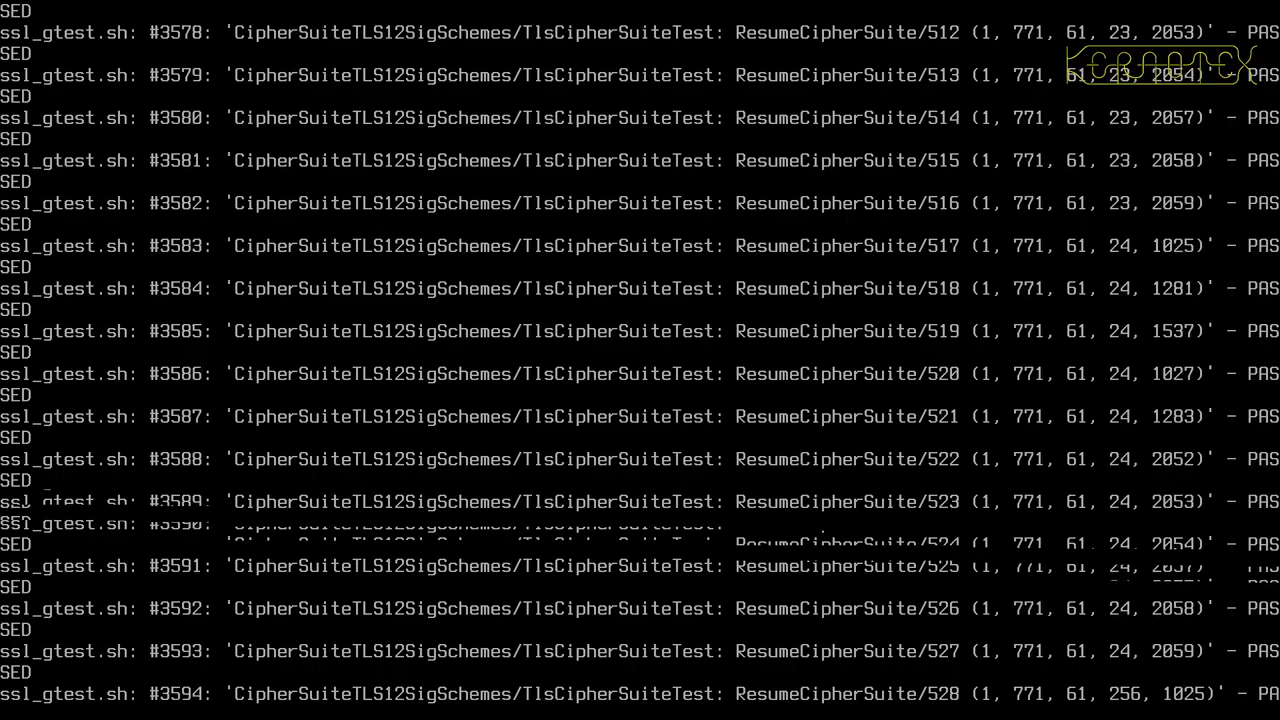 SED
ssl_gtest.sh: #3578: 'CipherSuiteTLS12SigSchemes/TlsCipherSuiteTest: ResumeCipherSuite/512 (1, 771, 61, 23, 2053)' - PAS
SED
ssl_gtest.sh: #3579: 'CipherSuiteTLS12SigSchemes/TlsCipherSuiteTest: ResumeCipherSuite/513 (1, 771, 61, 23, 2054)' - PAS
SED
ssl_gtest.sh: #3580: 'CipherSuiteTLS12SigSchemes/TlsCipherSuiteTest: ResumeCipherSuite/514 (1, 771, 61, 23, 2057)' - PAS
SED
ssl_gtest.sh: #3581: 'CipherSuiteTLS12SigSchemes/TlsCipherSuiteTest: ResumeCipherSuite/515 (1, 771, 61, 23, 2058)' - PAS
SED
ssl_gtest.sh: #3582: 'CipherSuiteTLS12SigSchemes/TlsCipherSuiteTest: ResumeCipherSuite/516 (1, 771, 61, 23, 2059)' - PAS
SED
ssl_gtest.sh: #3583: 'CipherSuiteTLS12SigSchemes/TlsCipherSuiteTest: ResumeCipherSuite/517 (1, 771, 61, 24, 1025)' - PAS
SED
ssl_gtest.sh: #3584: 'CipherSuiteTLS12SigSchemes/TlsCipherSuiteTest: ResumeCipherSuite/518 (1, 771, 61, 24, 1281)' - PAS
SED
ssl_gtest.sh: #3585: 'CipherSuiteTLS12SigSchemes/TlsCipherSuiteTest: ResumeCipherSuite/519 (1, 771, 61, 24, 1537)' - PAS
SED
ssl_gtest.sh: #3586: 'CipherSuiteTLS12SigSchemes/TlsCipherSuiteTest: ResumeCipherSuite/520 (1, 771, 61, 24, 1027)' - PAS
SED
ssl_gtest.sh: #3587: 'CipherSuiteTLS12SigSchemes/TlsCipherSuiteTest: ResumeCipherSuite/521 (1, 771, 61, 24, 1283)' - PAS
SED
ssl_gtest.sh: #3588: 'CipherSuiteTLS12SigSchemes/TlsCipherSuiteTest: ResumeCipherSuite/522 (1, 771, 61, 24, 2052)' - PAS
SED
ssl_gtest.sh: #3589: 'CipherSuiteTLS12SigSchemes/TlsCipherSuiteTest: ResumeCipherSuite/523 (1, 771, 61, 24, 2053)' - PAS
ssl_gtest.sh: #3590: 'CipherSuiteTLS12SigSchemes/TlsCipherSuiteTest:
SED ResumeCipherSuite/524 (1, 771, 61, 24, 2054)' - PAS
ssl_gtest.sh: #3591: 'CipherSuiteTLS12SigSchemes/TlsCipherSuiteTest: ResumeCipherSuite/525 (1, 771, 61, 24, 2057)' - PAS
SED
ssl_gtest.sh: #3592: 'CipherSuiteTLS12SigSchemes/TlsCipherSuiteTest: ResumeCipherSuite/526 (1, 771, 61, 24, 2058)' - PAS
SED
ssl_gtest.sh: #3593: 'CipherSuiteTLS12SigSchemes/TlsCipherSuiteTest: ResumeCipherSuite/527 (1, 771, 61, 24, 2059)' - PAS
SED
ssl_gtest.sh: #3594: 'CipherSuiteTLS12SigSchemes/TlsCipherSuiteTest: ResumeCipherSuite/528 (1, 771, 61, 256, 1025)' - PA